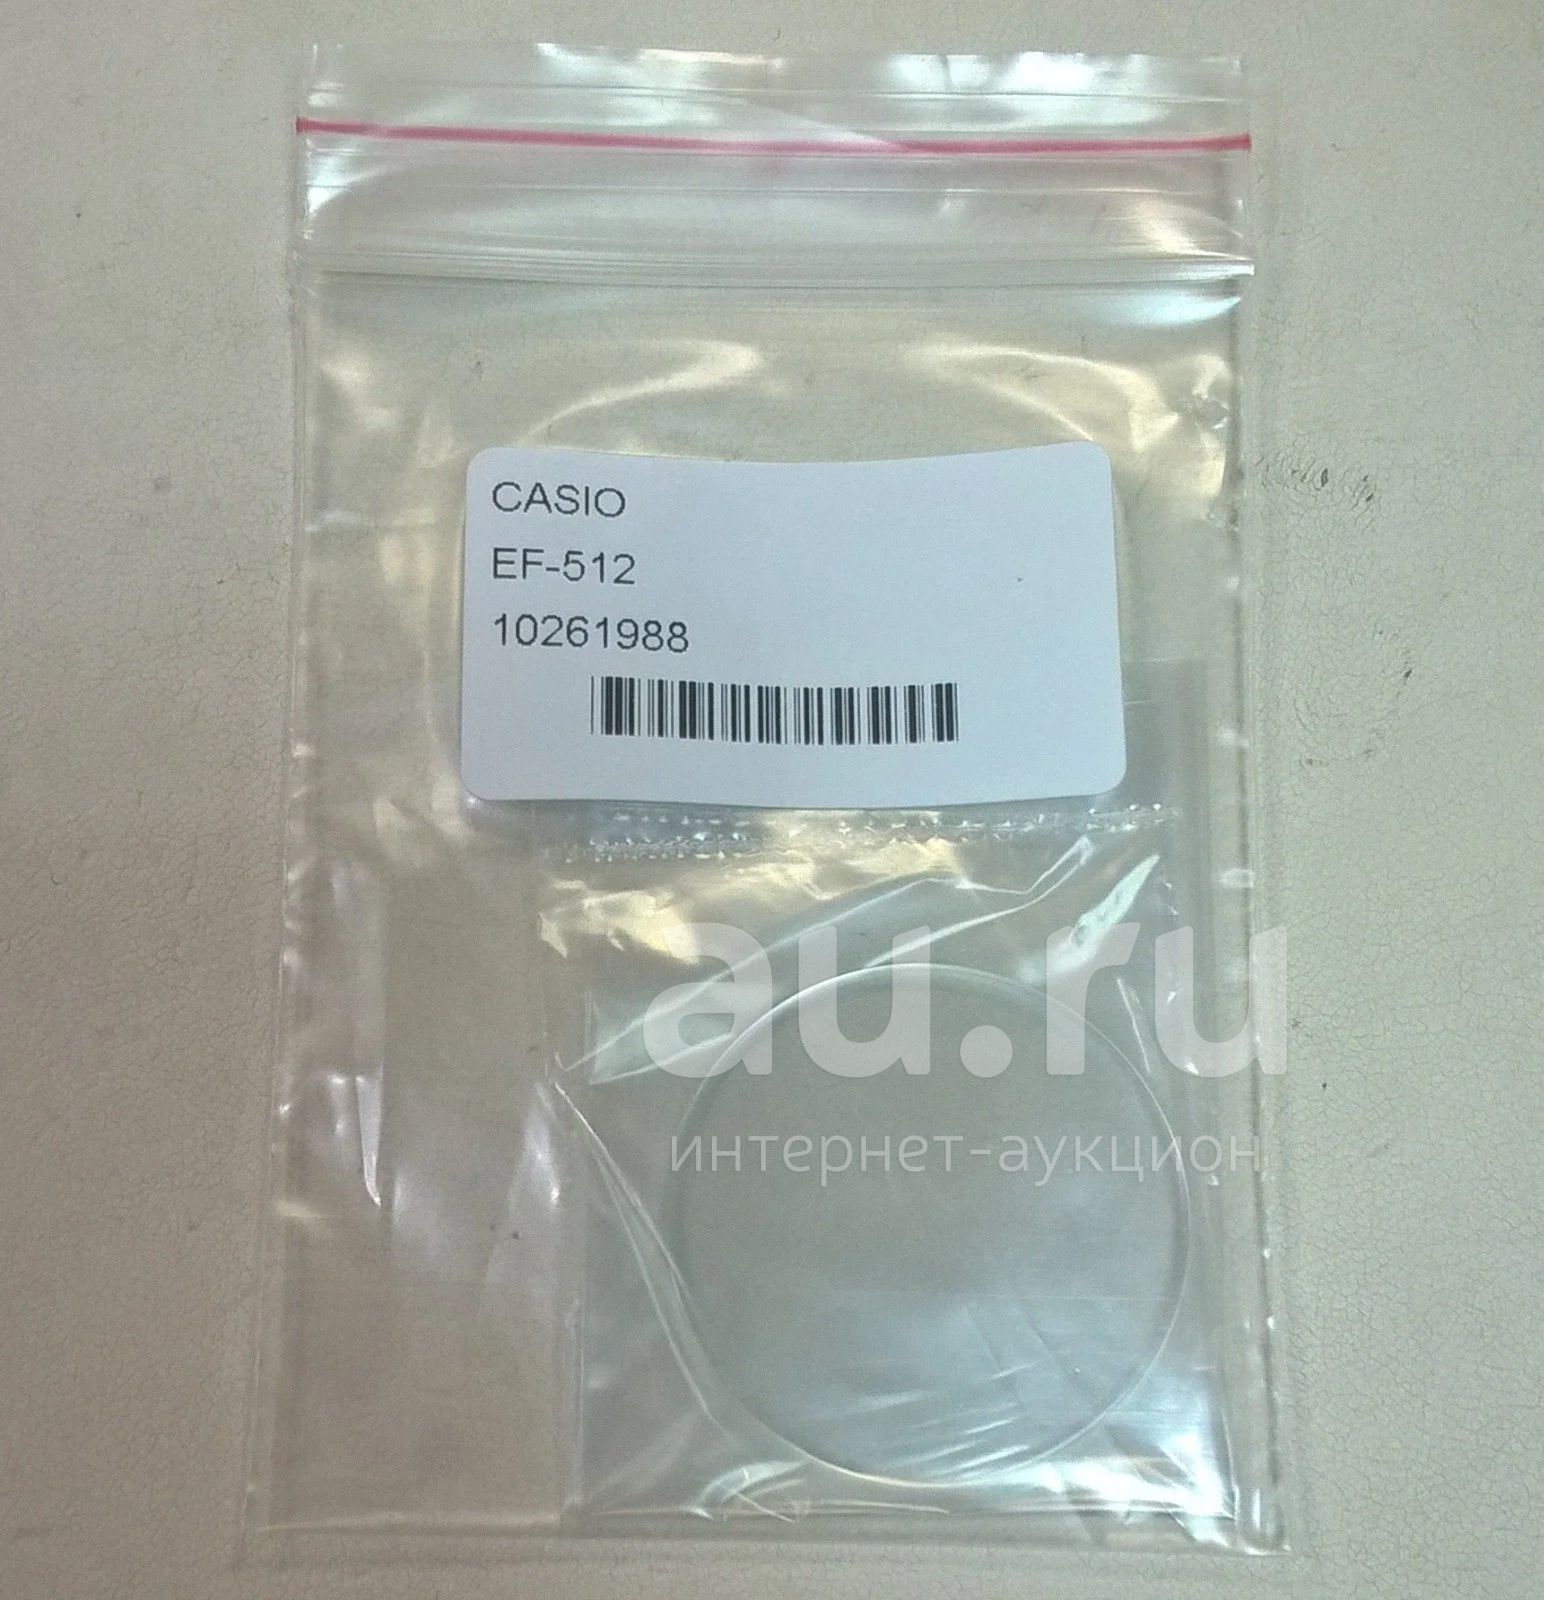 CASIO
EF-512
10261988
au.ru
интернет-аукцион